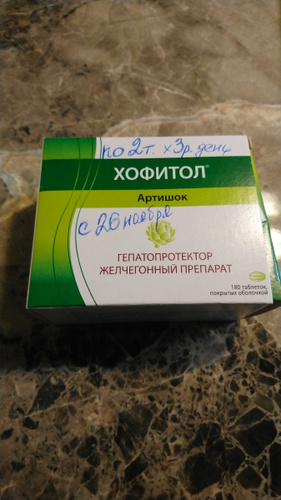 по 2т. х 3р. день
ХОФИТОЛ®
Артишок
с 26 ноября
ГЕПАТОПРОТЕКТОР
ЖЕЛЧЕГОННЫЙ ПРЕПАРАТ
180 таблеток,
покрытых оболочкой